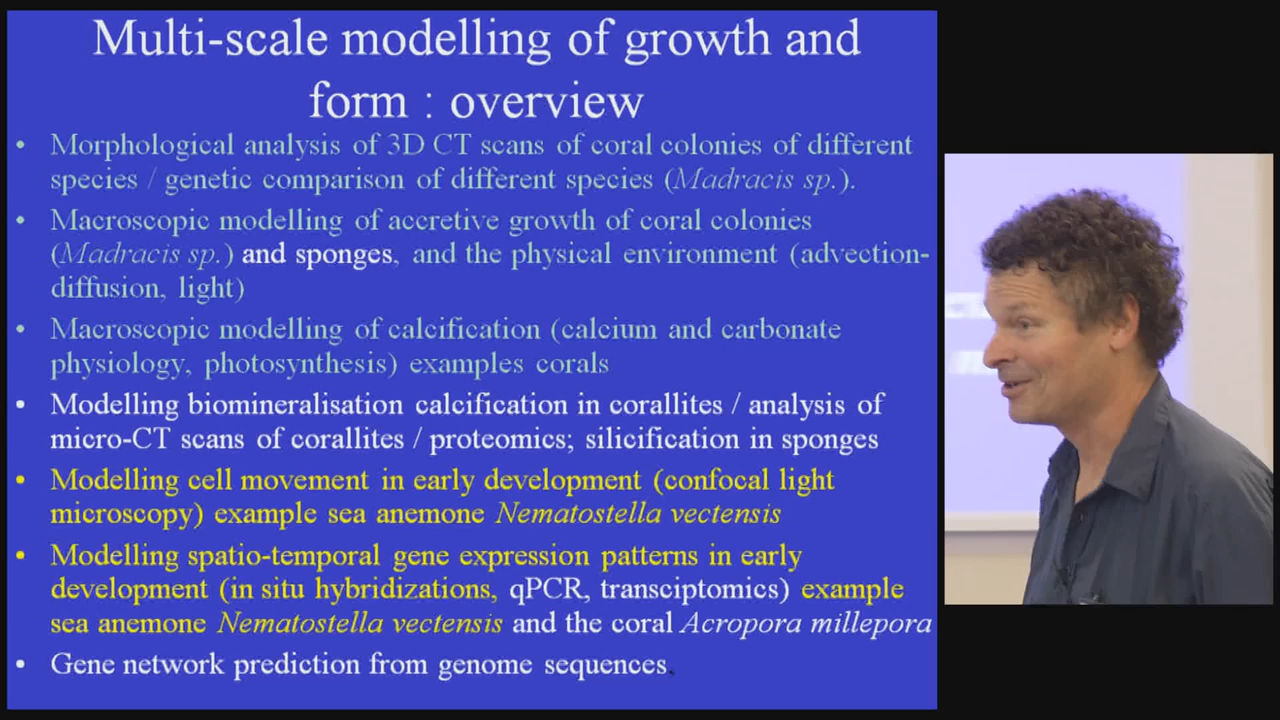 Multi-scale modelling of growth and
form : overview
• Morphological analysis of 3D CT scans of coral colonies of different
species / genetic comparison of different species (Madracis sp.).
• Macroscopic modelling of accretive growth of coral colonies
(Madracis sp.) and sponges, and the physical environment (advection-
diffusion, light)
• Macroscopic modelling of calcification (calcium and carbonate
physiology, photosynthesis) examples corals
• Modelling biomineralisation calcification in corallites / analysis of
micro-CT scans of corallites / proteomics; silicification in sponges
• Modelling cell movement in early development (confocal light
microscopy) example sea anemone Nematostella vectensis
• Modelling spatio-temporal gene expression patterns in early
development (in situ hybridizations, qPCR, transciptomics) example
sea anemone Nematostella vectensis and the coral Acropora millepora
• Gene network prediction from genome sequences.